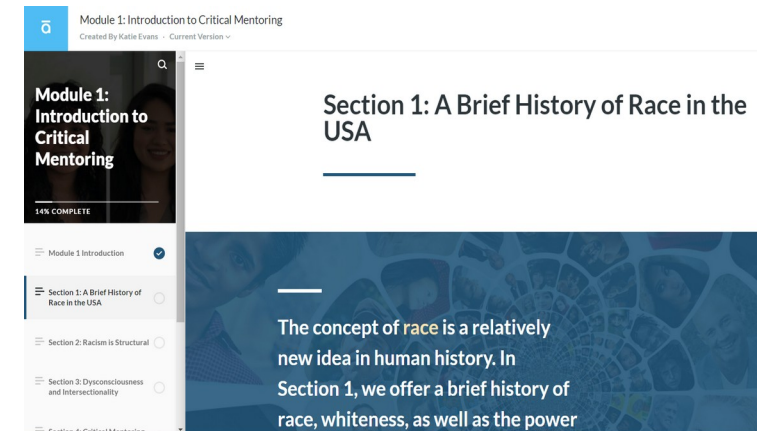 ā
Module 1: Introduction to Critical Mentoring
Created By Katie Evans · Current Version
Module 1:
Introduction to
Critical
Mentoring
14% COMPLETE
Module 1 Introduction
Section 1: A Brief History of
Race in the USA
Section 2: Racism is Structural
Section 3: Dysconsciousness
and Intersectionality
Section 4: Critical Mentoring
Section 1: A Brief History of Race in the
USA
The concept of race is a relatively
new idea in human history. In
Section 1, we offer a brief history of
race, whiteness, as well as the power